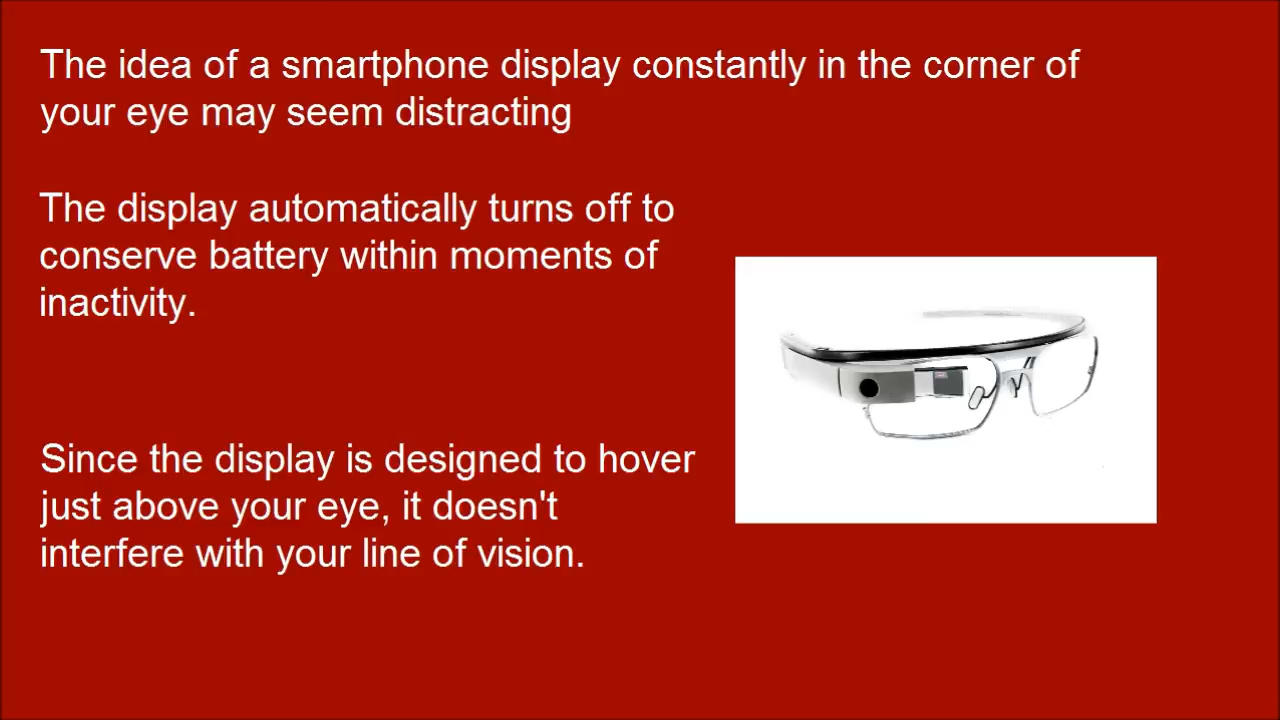 The idea of a smartphone display constantly in the corner of
your eye may seem distracting
The display automatically turns off to
conserve battery within moments of
inactivity.
Since the display is designed to hover
just above your eye, it doesn't
interfere with your line of vision.